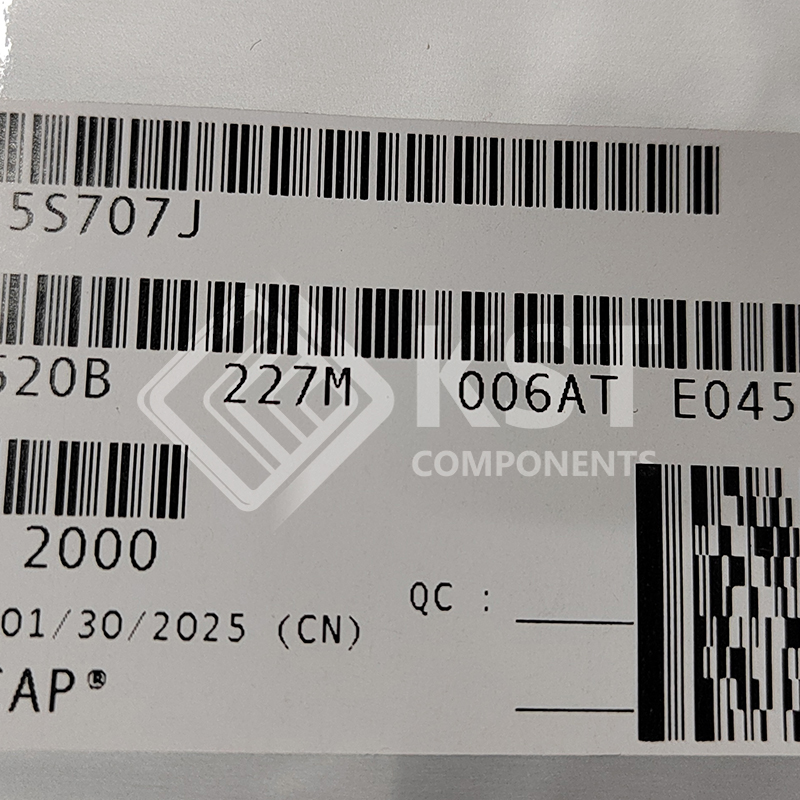 5S707J
520B 227M 006AT E045
KST
COMPONENTS
2000
QC :
01/30/2025 (CN)
TAP®